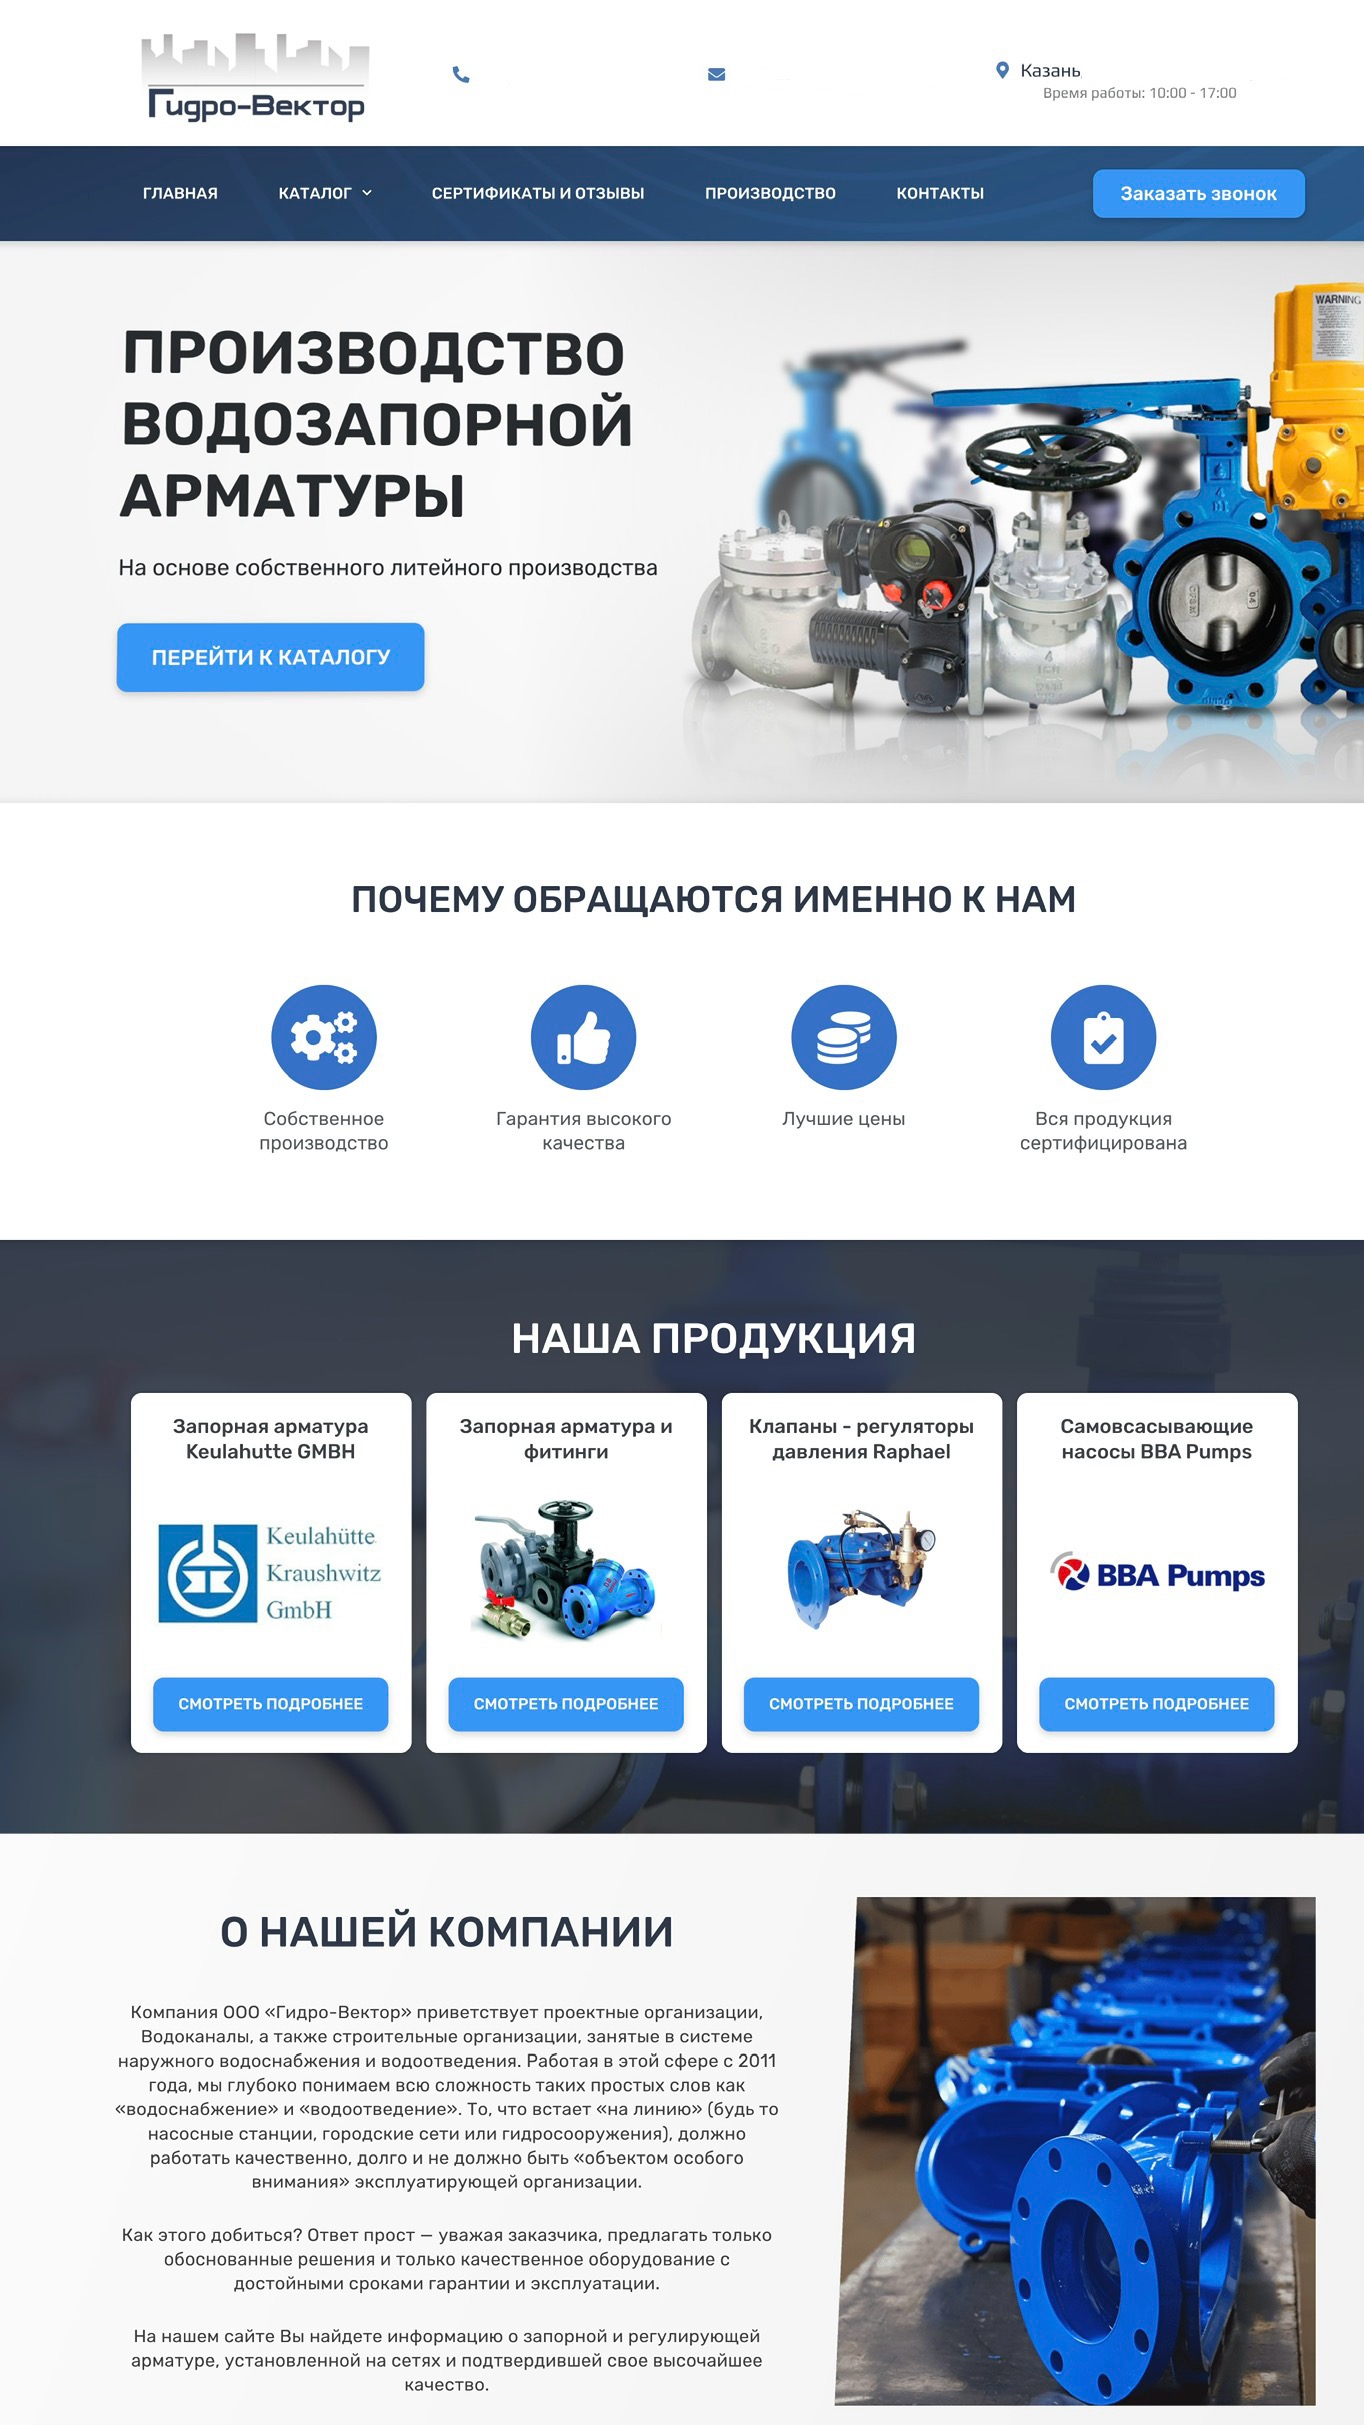 Гидро-Вектор
Казань
Время работы: 10:00 - 17:00
ГЛАВНАЯ
КАТАЛОГ
СЕРТИФИКАТЫ И ОТЗЫВЫ
ПРОИЗВОДСТВО
КОНТАКТЫ
Заказать звонок
ПРОИЗВОДСТВО
ВОДОЗАПОРНОЙ
АРМАТУРЫ
На основе собственного литейного производства
ПЕРЕЙТИ К КАТАЛОГУ
WARNING
ПОЧЕМУ ОБРАЩАЮТСЯ ИМЕННО К НАМ
Собственное
производство
Гарантия высокого
качества
Лучшие цены
Вся продукция
сертифицирована
НАША ПРОДУКЦИЯ
Запорная арматура
Keulahutte GMBH
Keulahütte
Kraushwitz
GmbH
СМОТРЕТЬ ПОДРОБНЕЕ
Запорная арматура и
фитинги
СМОТРЕТЬ ПОДРОБНЕЕ
Клапаны - регуляторы
давления Raphael
СМОТРЕТЬ ПОДРОБНЕЕ
Самовсасывающие
насосы BBA Pumps
BBA Pumps
СМОТРЕТЬ ПОДРОБНЕЕ
О НАШЕЙ КОМПАНИИ
Компания ООО «Гидро-Вектор» приветствует проектные организации,
Водоканалы, а также строительные организации, занятые в системе
наружного водоснабжения и водоотведения. Работая в этой сфере с 2011
года, мы глубоко понимаем всю сложность таких простых слов как
«водоснабжение» и «водоотведение». То, что встает «на линию» (будь то
насосные станции, городские сети или гидросооружения), должно
работать качественно, долго и не должно быть «объектом особого
внимания» эксплуатирующей организации.
Как этого добиться? Ответ прост — уважая заказчика, предлагать только
обоснованные решения и только качественное оборудование с
достойными сроками гарантии и эксплуатации.
На нашем сайте Вы найдете информацию о запорной и регулирующей
арматуре, установленной на сетях и подтвердившей свое высочайшее
качество.